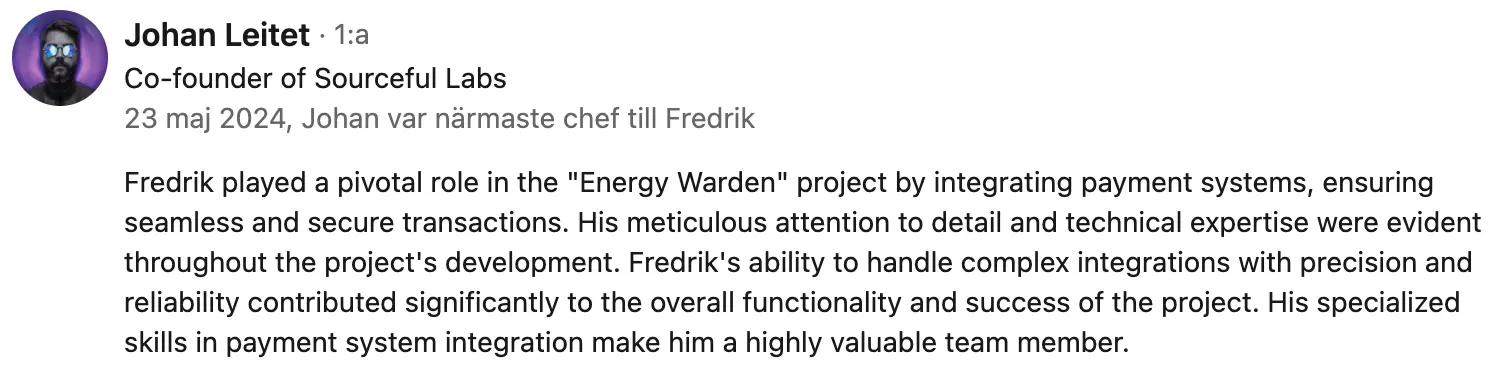 Johan Leitet · 1:a
Co-founder of Sourceful Labs
23 maj 2024, Johan var närmaste chef till Fredrik
Fredrik played a pivotal role in the "Energy Warden" project by integrating payment systems, ensuring
seamless and secure transactions. His meticulous attention to detail and technical expertise were evident
throughout the project's development. Fredrik's ability to handle complex integrations with precision and
reliability contributed significantly to the overall functionality and success of the project. His specialized
skills in payment system integration make him a highly valuable team member.